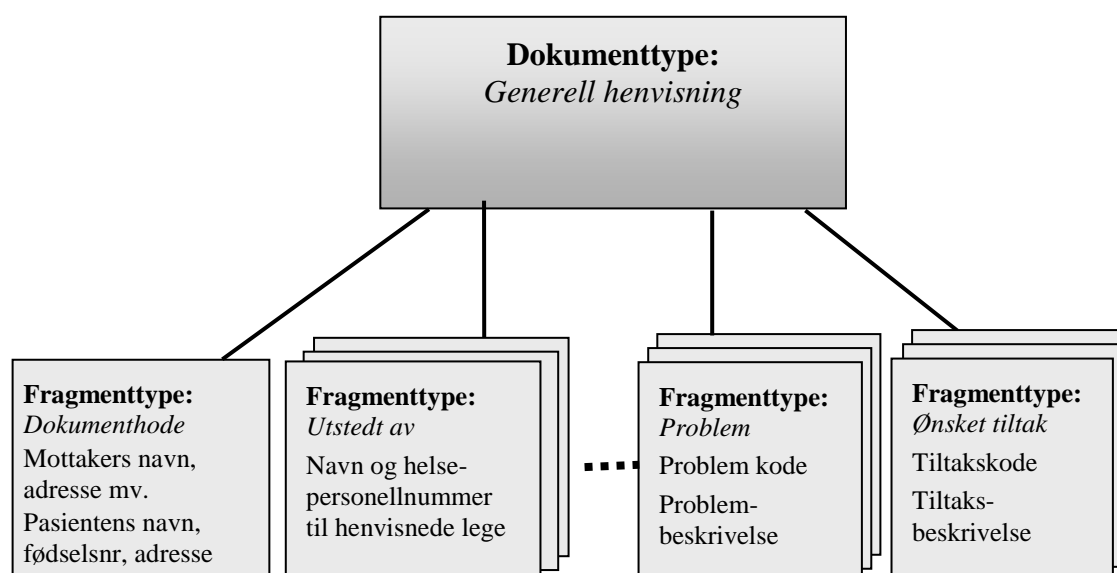 Dokumenttype:
Generell henvisning
Fragmenttype:
Dokumenthode
Mottakers navn,
adresse mv.
Pasientens navn,
fødselsnr, adresse
Fragmenttype:
Utstedt av
Navn og helse-
personellnummer
til henvisnede lege
Fragmenttype:
Problem
Problem kode
Problem-
beskrivelse
Fragmenttype:
Ønsket tiltak
Tiltakskode
Tiltaks-
beskrivelse